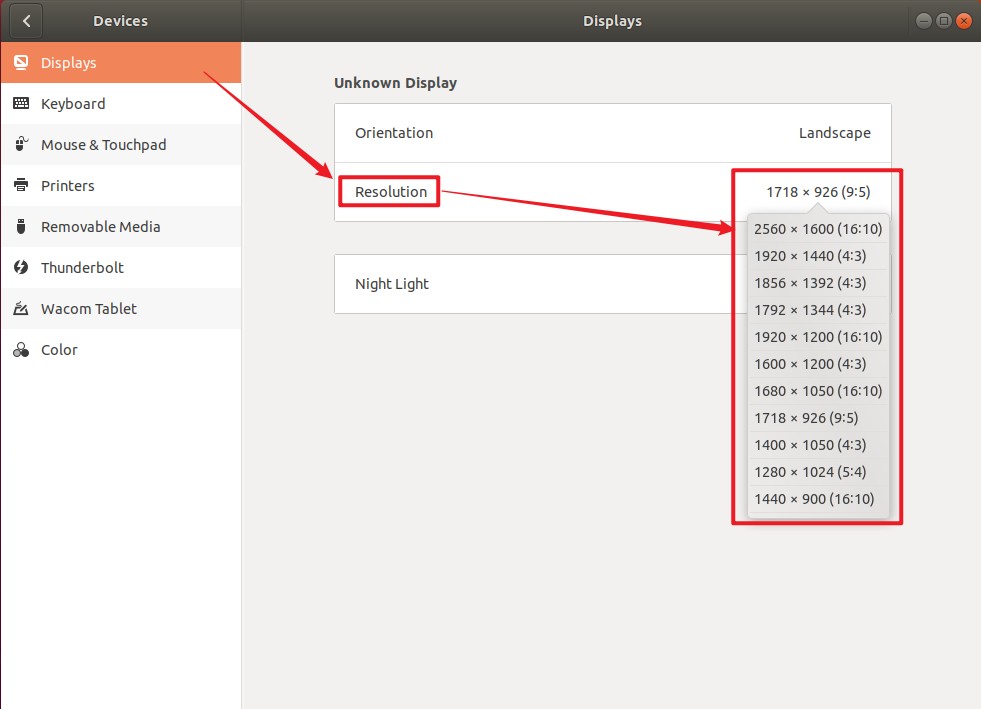 Devices
Displays
Displays
Keyboard
Mouse & Touchpad
Printers
Removable Media
Thunderbolt
Wacom Tablet
Color
Unknown Display
Orientation
Landscape
Resolution
1718 × 926 (9:5)
Night Light
2560 × 1600 (16:10)
1920 × 1440 (4:3)
1856 × 1392 (4:3)
1792 × 1344 (4:3)
1920 × 1200 (16:10)
1600 × 1200 (4:3)
1680 × 1050 (16:10)
1718 × 926 (9:5)
1400 × 1050 (4:3)
1280 × 1024 (5:4)
1440 × 900 (16:10)